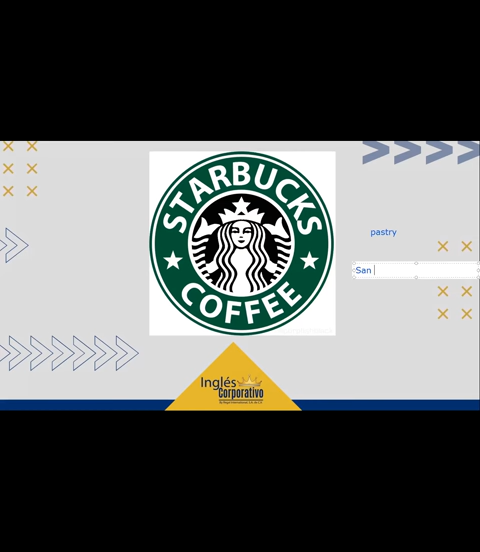 STARBUCKS
COFFEE
pastry
San
Inglés
Corporativo